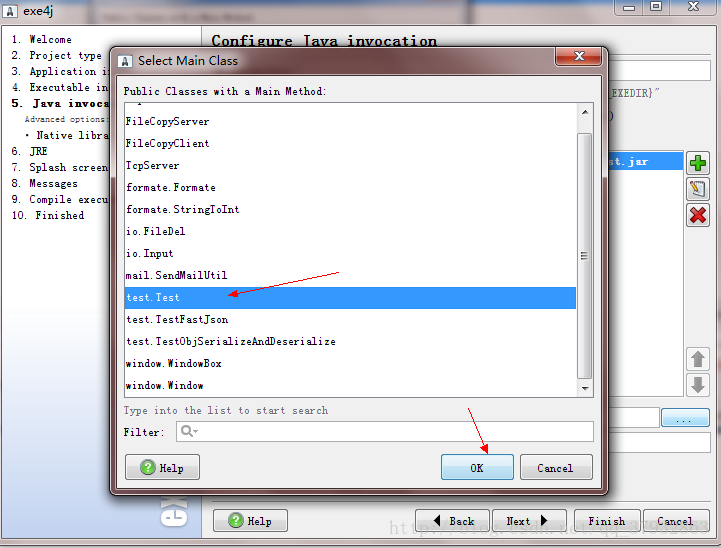 exe4j
1. Welcome
2. Project type
3. Application in
4. Executable in
5. Java invoca
Advanced options:
• Native libra
6. JRE
7. Splash screen
8. Messages
9. Compile execu
10. Finished
Configure Java invocation
_EXEDIR}"
)
st.jar
...
Select Main Class
Public Classes with a Main Method:
FileCopyServer
FileCopyClient
TcpServer
formate.Formate
formate.StringToInt
io.FileDel
io.Input
mail.SendMailUtil
test.Test
test.TestFastJson
test.TestObjSerializeAndDeserialize
window.WindowBox
window.Window
Type into the list to start search
Filter:
Help
OK
Cancel
Help
Back
Next
Finish
Cancel